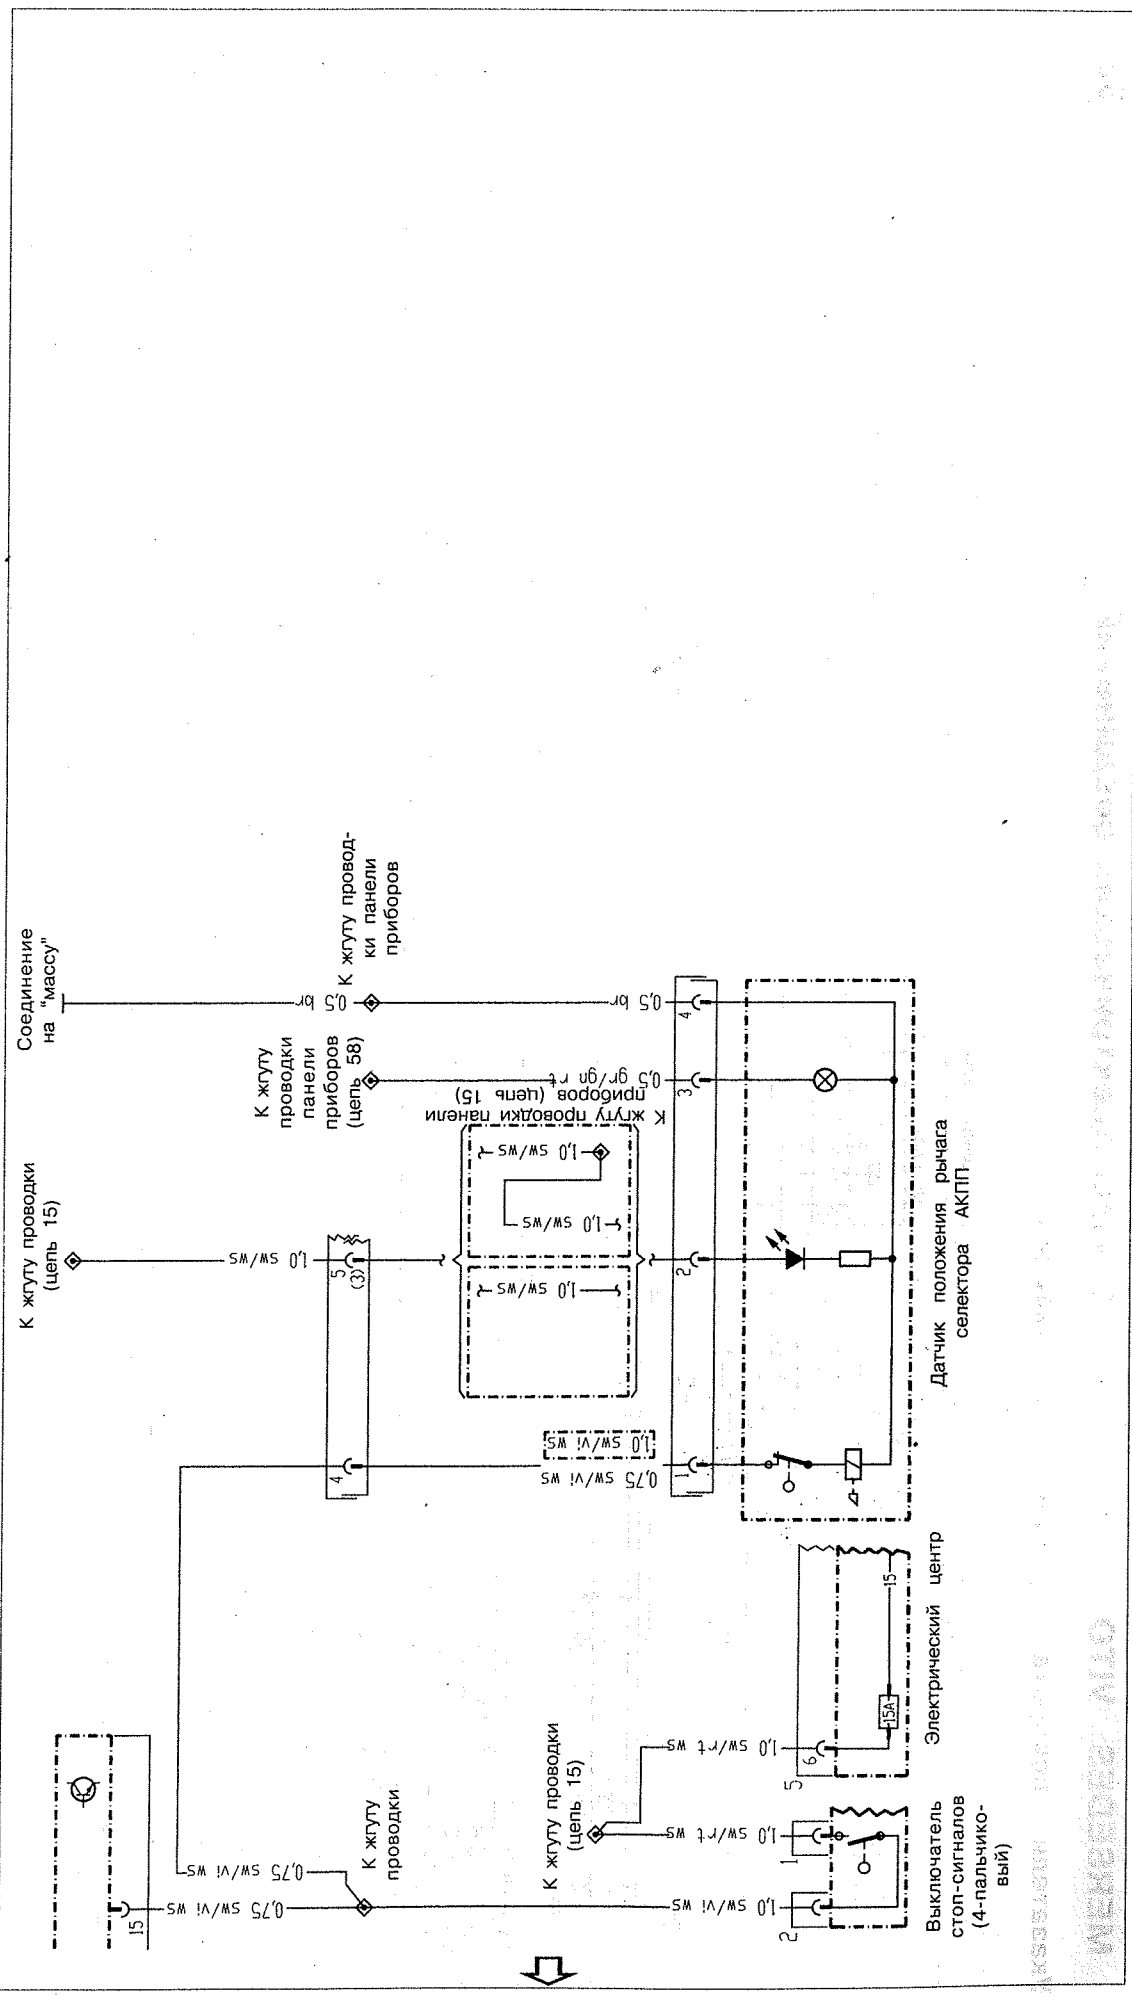 Соединение
на "массу"
К жгуту провод-
ки панели
приборов
0,5 br
0,5 br
4
К жгуту
проводки
панели
приборов
(цепь 58)
0,5 gr/gn rt
3
К жгуту проводки панели
приборов (цепь 15)
1,0 sw/ws
1,0 sw/ws
1,0 sw/ws
К жгуту проводки
(цепь 15)
1,0 sw/ws
5
(3)
2
4
1,0 sw/vi ws
0,75 sw/vi ws
1
Датчик положения рычага
селектора АКПП
15
15A
Электрический центр
5
6
1,0 sw/rt ws
К жгуту проводки
(цепь 15)
1,0 sw/rt ws
1
К жгуту
проводки
0,75 sw/vi ws
0,75 sw/vi ws
15
1,0 sw/vi ws
2
Выключатель
стоп-сигналов
(4-пальчико-
вый)